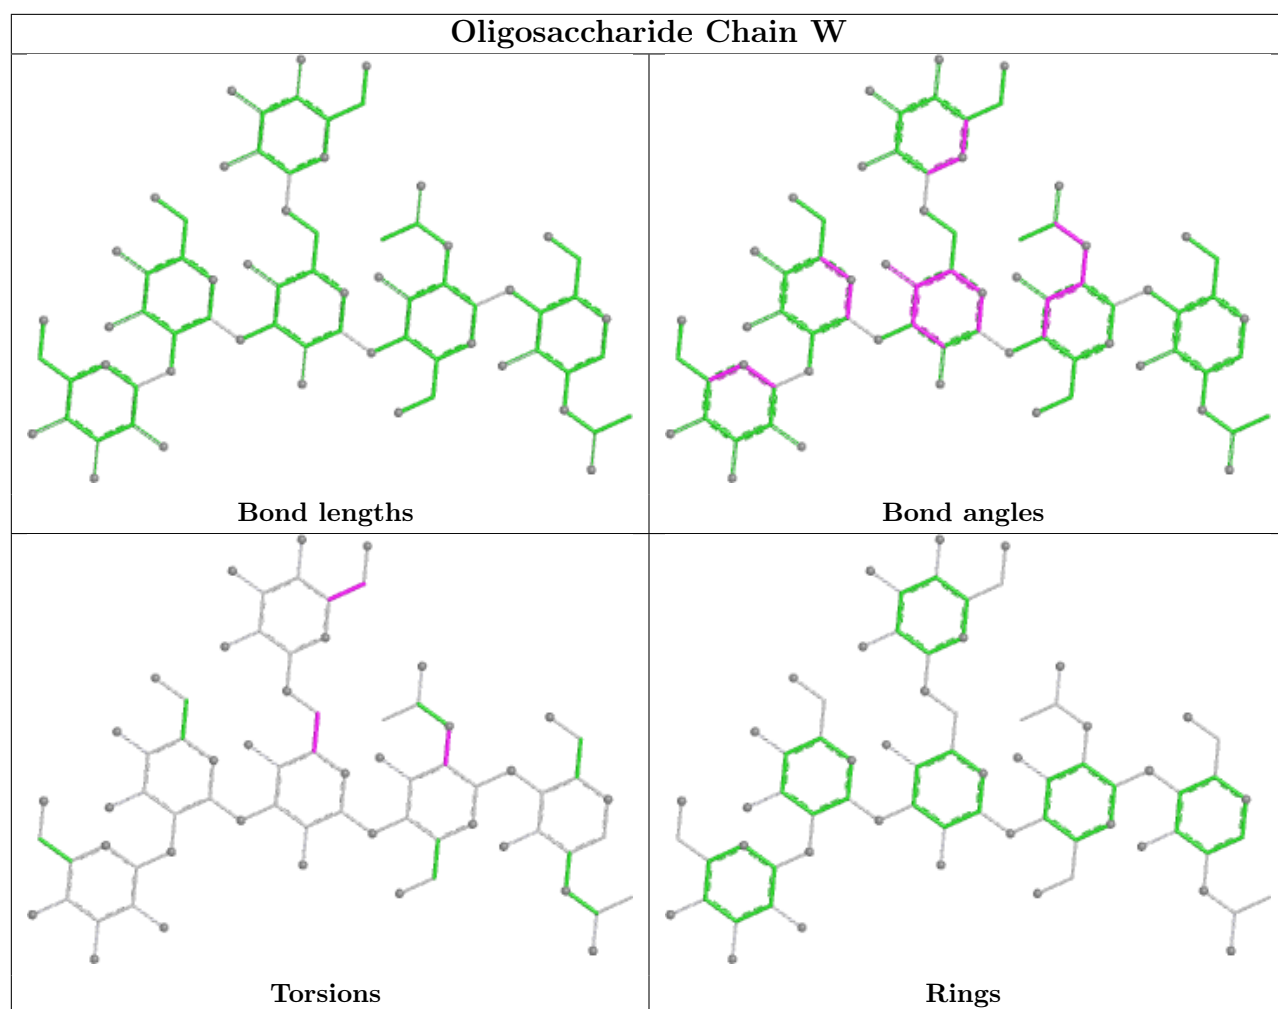 Oligosaccharide Chain W
Bond lengths
Bond angles
Torsions
Rings